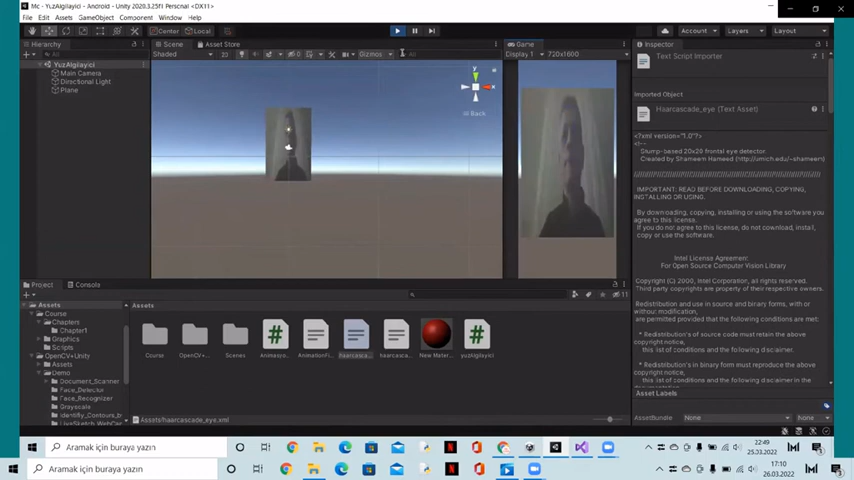 Mc - YuzAlgilayici - Android - Unity 2020.3.25f1 Personal <DX11>
File Edit Assets GameObject Component Window Help
Center Local
Account Layers Layout
Hierarchy
All
YuzAlgilayici
Main Camera
Directional Light
Plane
Scene Asset Store
Shaded 2D 0 Gizmos All
y
x
Back
Game
Display 1 720x1600
Inspector
Text Script Importer
Imported Object
Haarcascade_eye (Text Asset)
<?xml version="1.0"?>
<!--
Stump-based 20x20 frontal eye detector.
Created by Shameem Hameed (http://umich.edu/~shameem)
IMPORTANT: READ BEFORE DOWNLOADING, COPYING,
INSTALLING OR USING.
By downloading, copying, installing or using the software you
agree to this license.
If you do not agree to this license, do not download, install,
copy or use the software.
Intel License Agreement
For Open Source Computer Vision Library
Copyright (C) 2000, Intel Corporation, all rights reserved.
Third party copyrights are property of their respective owners.
Redistribution and use in source and binary forms, with or
without modification,
are permitted provided that the following conditions are met:
* Redistribution's of source code must retain the above
copyright notice,
this list of conditions and the following disclaimer.
* Redistribution's in binary form must reproduce the above
copyright notice,
this list of conditions and the following disclaimer
Asset Labels
AssetBundle None None
Project Console
11
Assets
Course
Chapters
Chapter1
Graphics
Scripts
OpenCV+Unity
Assets
Demo
Document_Scanner
Face_Detector
Face_Recognizer
Grayscale
Identifiy_Contours_b
LiveSketch_WebCam
Assets
Course OpenCV+... Scenes Animasyo... AnimationFi... haarcasca... haarcasca... New Mater... yuzalgilayici
Assets/haarcascade_eye.xml
Aramak için buraya yazın
22:49
25.03.2022
Aramak için buraya yazın
17:10
26.03.2022